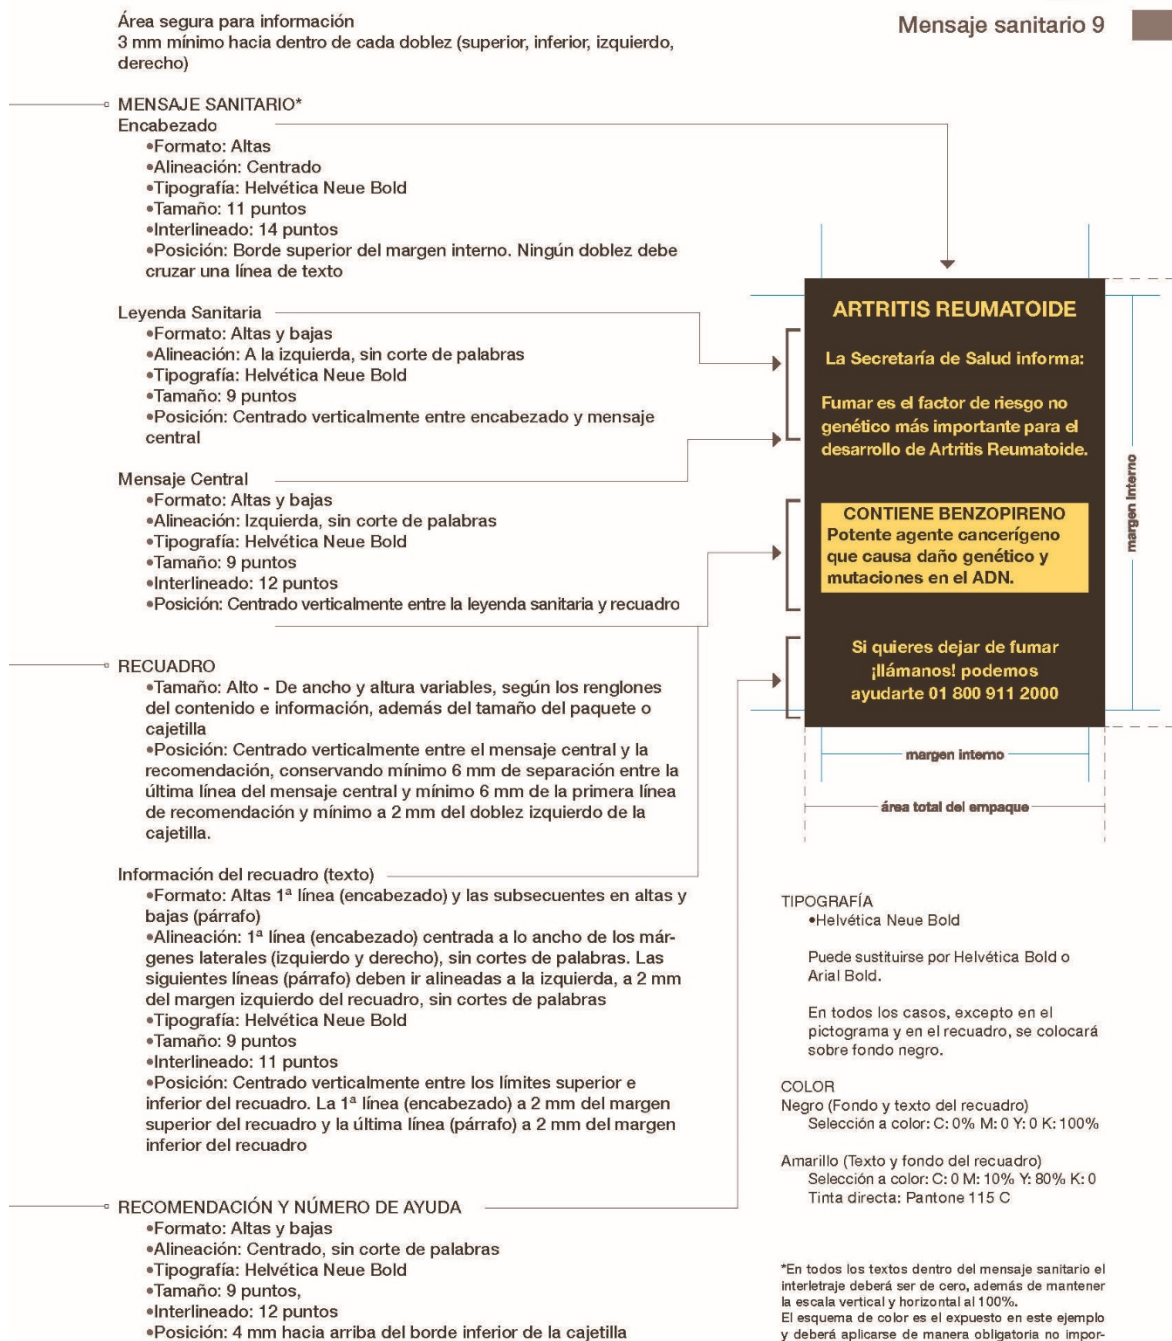 Área segura para información
3 mm mínimo hacia dentro de cada doblez (superior, inferior, izquierdo,
derecho)
Mensaje sanitario 9
MENSAJE SANITARIO*
Encabezado
•Formato: Altas
•Alineación: Centrado
•Tipografía: Helvética Neue Bold
•Tamaño: 11 puntos
•Interlineado: 14 puntos
•Posición: Borde superior del margen interno. Ningún doblez debe
cruzar una línea de texto
Leyenda Sanitaria
•Formato: Altas y bajas
•Alineación: A la izquierda, sin corte de palabras
•Tipografía: Helvética Neue Bold
•Tamaño: 9 puntos
•Posición: Centrado verticalmente entre encabezado y mensaje
central
Mensaje Central
•Formato: Altas y bajas
•Alineación: Izquierda, sin corte de palabras
•Tipografía: Helvética Neue Bold
•Tamaño: 9 puntos
•Interlineado: 12 puntos
•Posición: Centrado verticalmente entre la leyenda sanitaria y recuadro
RECUADRO
•Tamaño: Alto - De ancho y altura variables, según los renglones
del contenido e información, además del tamaño del paquete o
cajetilla
•Posición: Centrado verticalmente entre el mensaje central y la
recomendación, conservando mínimo 6 mm de separación entre la
última línea del mensaje central y mínimo 6 mm de la primera línea
de recomendación y mínimo a 2 mm del doblez izquierdo de la
cajetilla.
Información del recuadro (texto)
•Formato: Altas 1ª línea (encabezado) y las subsecuentes en altas y
bajas (párrafo)
•Alineación: 1ª línea (encabezado) centrada a lo ancho de los már-
genes laterales (izquierdo y derecho), sin cortes de palabras. Las
siguientes líneas (párrafo) deben ir alineadas a la izquierda, a 2 mm
del margen izquierdo del recuadro, sin cortes de palabras
•Tipografía: Helvética Neue Bold
•Tamaño: 9 puntos
•Interlineado: 11 puntos
•Posición: Centrado verticalmente entre los límites superior e
inferior del recuadro. La 1ª línea (encabezado) a 2 mm del margen
superior del recuadro y la última línea (párrafo) a 2 mm del margen
inferior del recuadro
RECOMENDACIÓN Y NÚMERO DE AYUDA
•Formato: Altas y bajas
•Alineación: Centrado, sin corte de palabras
•Tipografía: Helvética Neue Bold
•Tamaño: 9 puntos,
•Interlineado: 12 puntos
•Posición: 4 mm hacia arriba del borde inferior de la cajetilla
ARTRITIS REUMATOIDE
La Secretaría de Salud informa:
Fumar es el factor de riesgo no
genético más importante para el
desarrollo de Artritis Reumatoide.
CONTIENE BENZOPIRENO
Potente agente cancerígeno
que causa daño genético y
mutaciones en el ADN.
Si quieres dejar de fumar
¡llámanos! podemos
ayudarte 01 800 911 2000
margen interno
margen interno
área total del empaque
TIPOGRAFÍA
•Helvética Neue Bold
Puede sustituirse por Helvética Bold o
Arial Bold.
En todos los casos, excepto en el
pictograma y en el recuadro, se colocará
sobre fondo negro.
COLOR
Negro (Fondo y texto del recuadro)
Selección a color: C: 0% M: 0 Y: 0 K: 100%
Amarillo (Texto y fondo del recuadro)
Selección a color: C: 0 M: 10% Y: 80% K: 0
Tinta directa: Pantone 115 C
*En todos los textos dentro del mensaje sanitario el
interletraje deberá ser de cero, además de mantener
la escala vertical y horizontal al 100%.
El esquema de color es el expuesto en este ejemplo
y deberá aplicarse de manera obligatoria no impor-